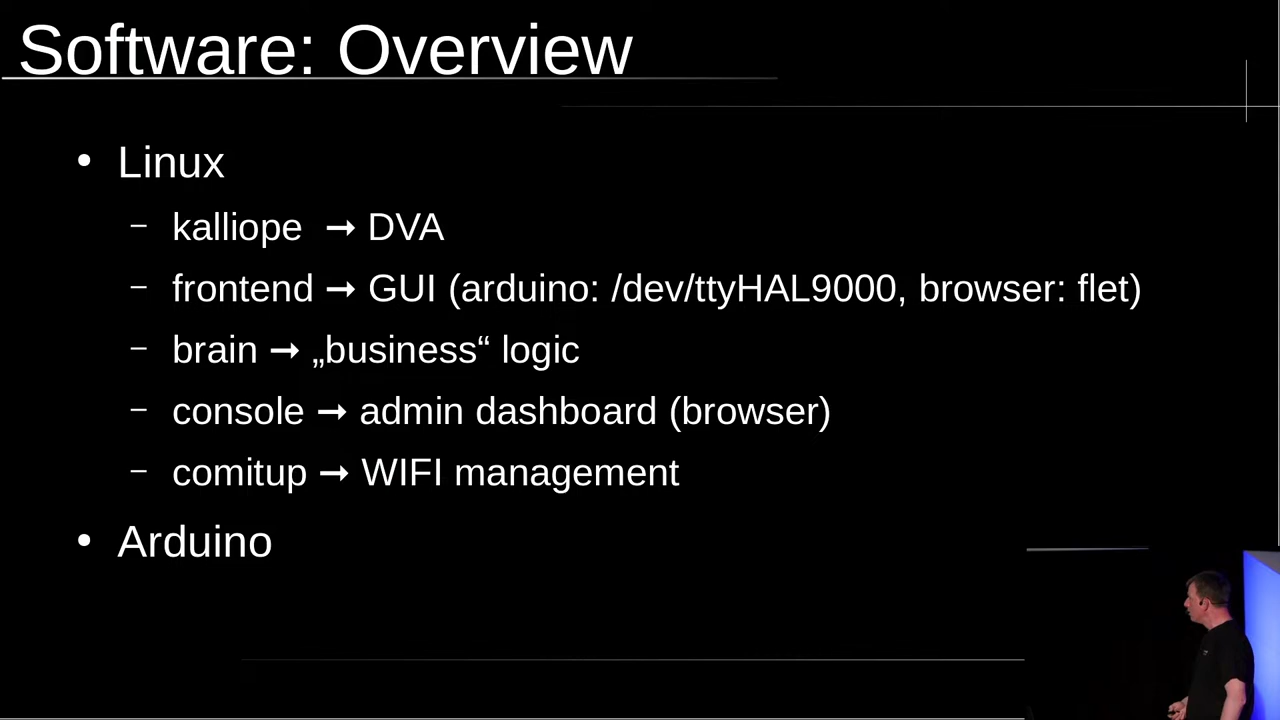 Software: Overview
• Linux
– kalliope → DVA
– frontend → GUI (arduino: /dev/ttyHAL9000, browser: flet)
– brain → „business“ logic
– console → admin dashboard (browser)
– comitup → WIFI management
• Arduino